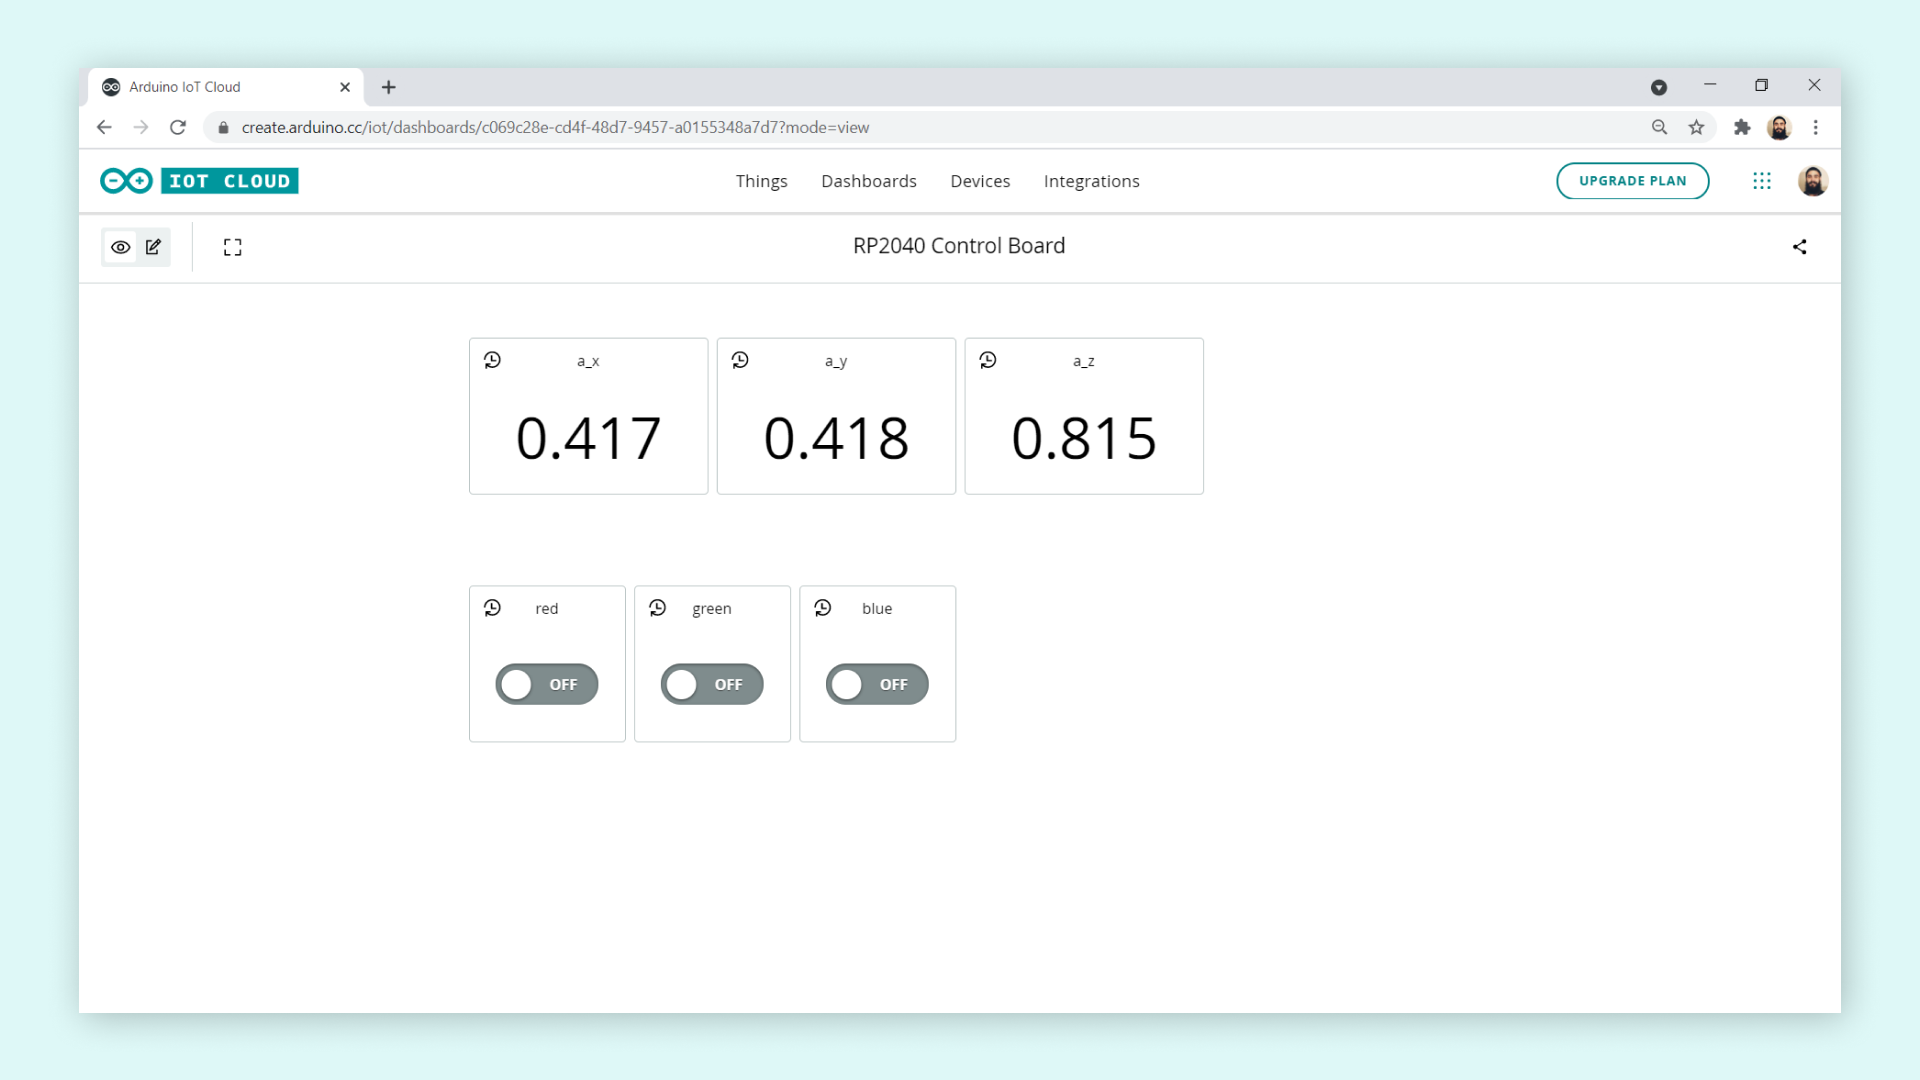 Arduino IoT Cloud
create.arduino.cc/iot/dashboards/c069c28e-cd4f-48d7-9457-a0155348a7d7?mode=view
IOT CLOUD Things Dashboards Devices Integrations UPGRADE PLAN
RP2040 Control Board
a_x a_y a_z
0.417 0.418 0.815
red green blue
OFF OFF OFF